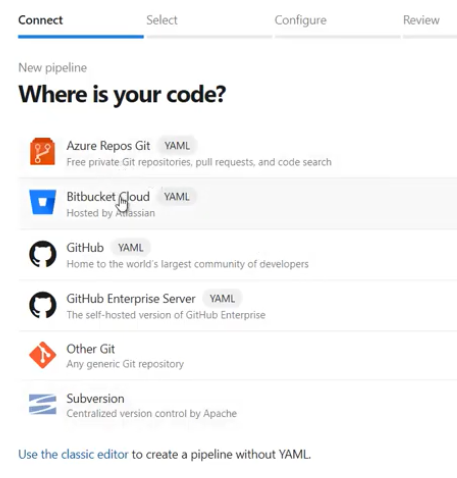 Connect Select Configure Review
New pipeline
Where is your code?
Azure Repos Git YAML
Free private Git repositories, pull requests, and code search
Bitbucket Cloud YAML
Hosted by Atlassian
GitHub YAML
Home to the world's largest community of developers
GitHub Enterprise Server YAML
The self-hosted version of GitHub Enterprise
Other Git
Any generic Git repository
Subversion
Centralized version control by Apache
Use the classic editor to create a pipeline without YAML.